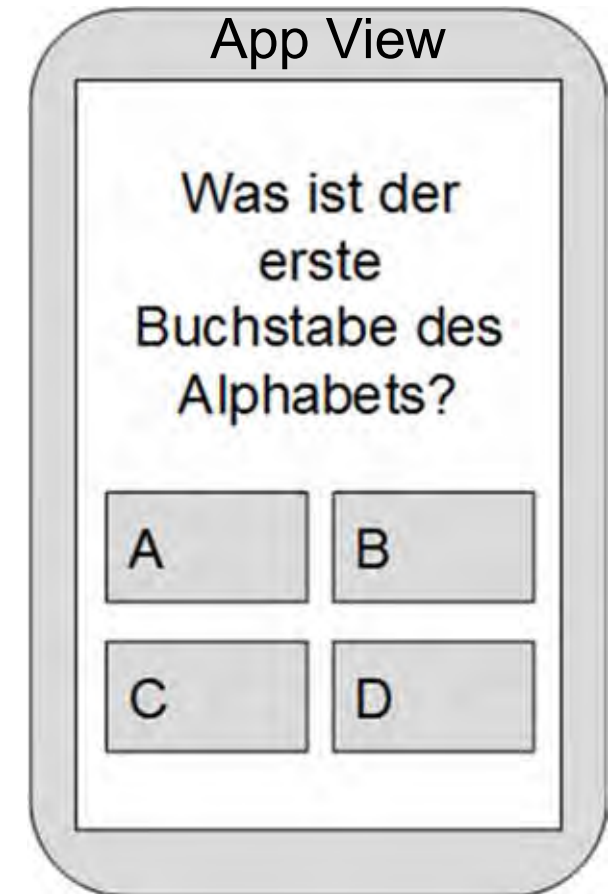 App View
Was ist der
erste
Buchstabe des
Alphabets?
A B
C D